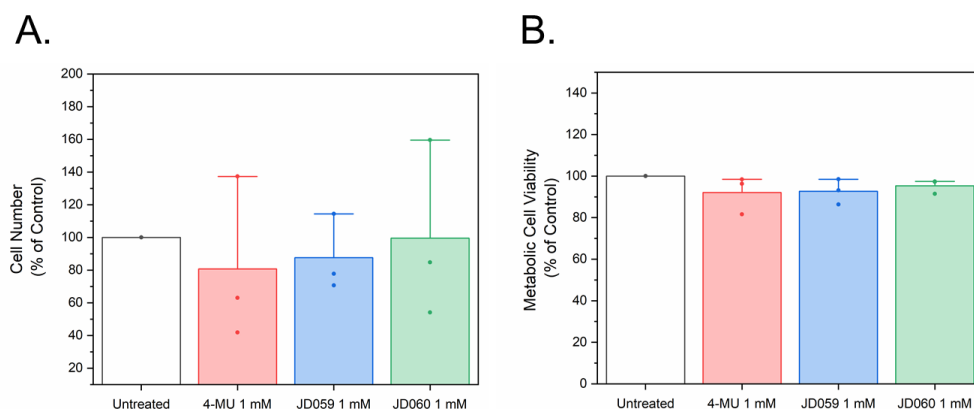 A.
Cell Number
(% of Control)
200
180
160
140
120
100
80
60
40
20
Untreated
4-MU 1 mM
JD059 1 mM
JD060 1 mM
B.
Metabolic Cell Viability
(% of Control)
140
120
100
80
60
40
20
0
Untreated
4-MU 1 mM
JD059 1 mM
JD060 1 mM